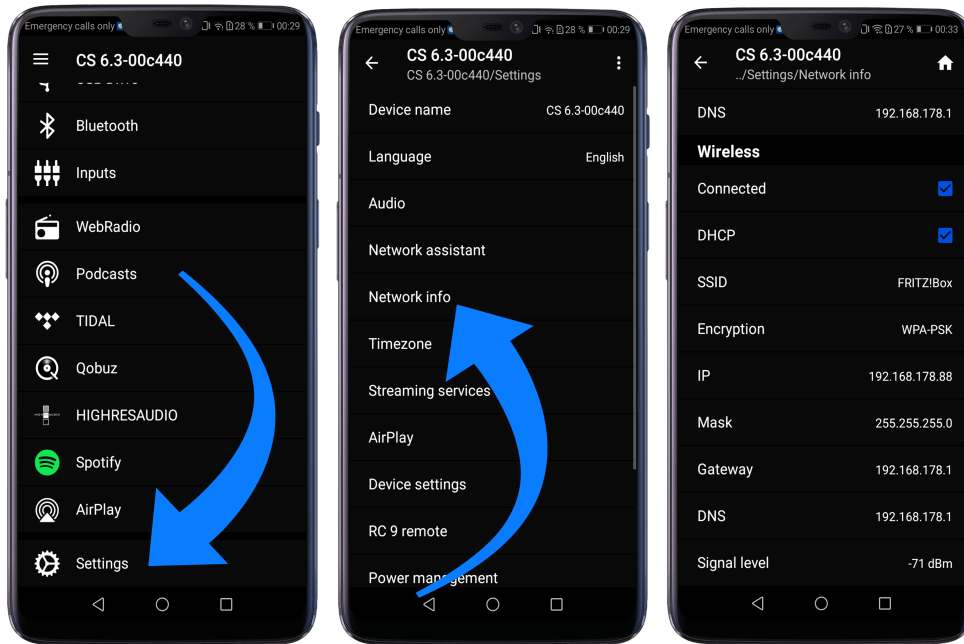 Emergency calls only
28 % 00:29
CS 6.3-00c440
Bluetooth
Inputs
WebRadio
Podcasts
TIDAL
Qobuz
HIGHRESAUDIO
Spotify
AirPlay
Settings
Emergency calls only
28 % 00:29
CS 6.3-00c440
CS 6.3-00c440/Settings
Device name CS 6.3-00c440
Language English
Audio
Network assistant
Network info
Timezone
Streaming services
AirPlay
Device settings
RC 9 remote
Power management
Emergency calls only
27 % 00:33
CS 6.3-00c440
../Settings/Network info
DNS 192.168.178.1
Wireless
Connected
DHCP
SSID FRITZ!Box
Encryption WPA-PSK
IP 192.168.178.88
Mask 255.255.255.0
Gateway 192.168.178.1
DNS 192.168.178.1
Signal level -71 dBm